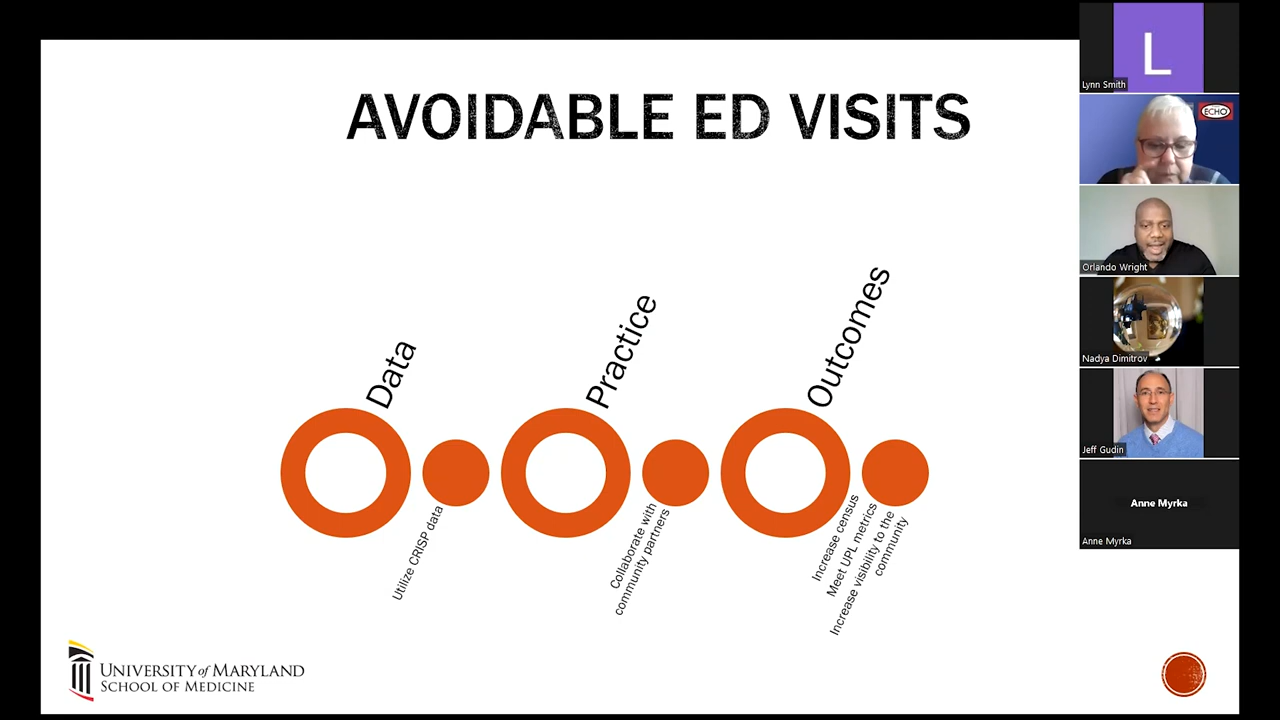 AVOIDABLE ED VISITS
Data
Utilize CRISP data
Practice
Collaborate with
community partners
Outcomes
Increase census
Meet UPL metrics
Increase visibility to the
community
UNIVERSITY of MARYLAND
SCHOOL OF MEDICINE
L
Lynn Smith
ECHO
Orlando Wright
Nadya Dimitrov
Jeff Gudin
Anne Myrka
Anne Myrka